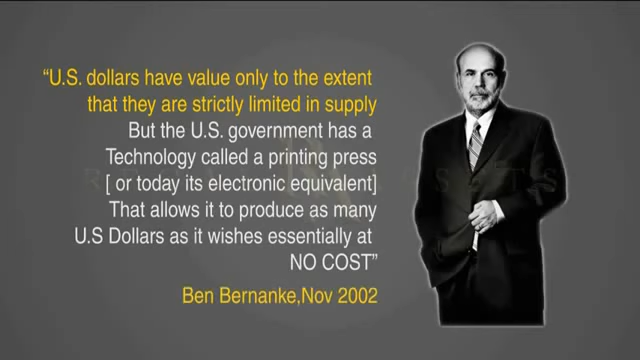 “U.S. dollars have value only to the extent
that they are strictly limited in supply
But the U.S. government has a
Technology called a printing press
[ or today its electronic equivalent]
That allows it to produce as many
U.S Dollars as it wishes essentially at
NO COST”
Ben Bernanke,Nov 2002